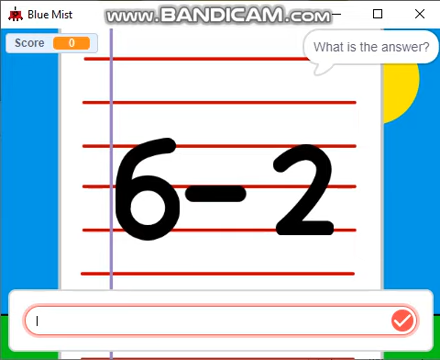 Blue Mist
www.BANDICAM.com
Score 0
What is the answer?
6-2